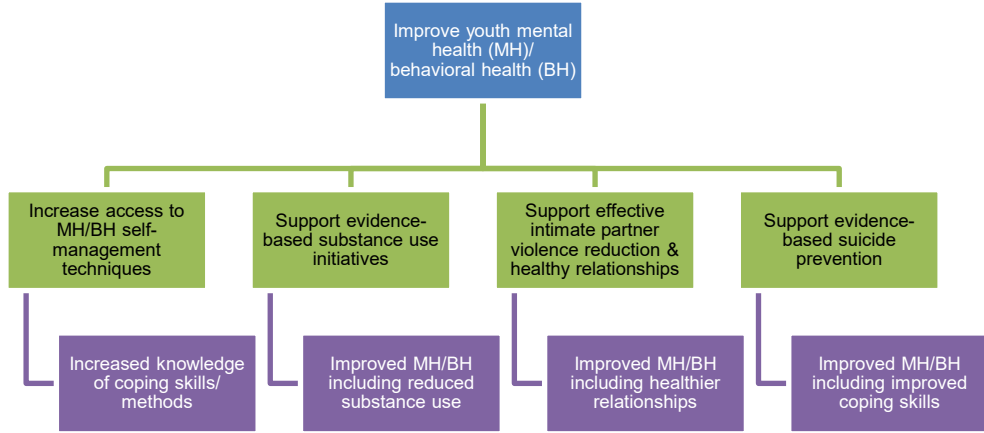 Improve youth mental
health (MH)/
behavioral health (BH)
Increase access to
MH/BH self-
management
techniques
Support evidence-
based substance use
initiatives
Support effective
intimate partner
violence reduction &
healthy relationships
Support evidence-
based suicide
prevention
Increased knowledge
of coping skills/
methods
Improved MH/BH
including reduced
substance use
Improved MH/BH
including healthier
relationships
Improved MH/BH
including improved
coping skills